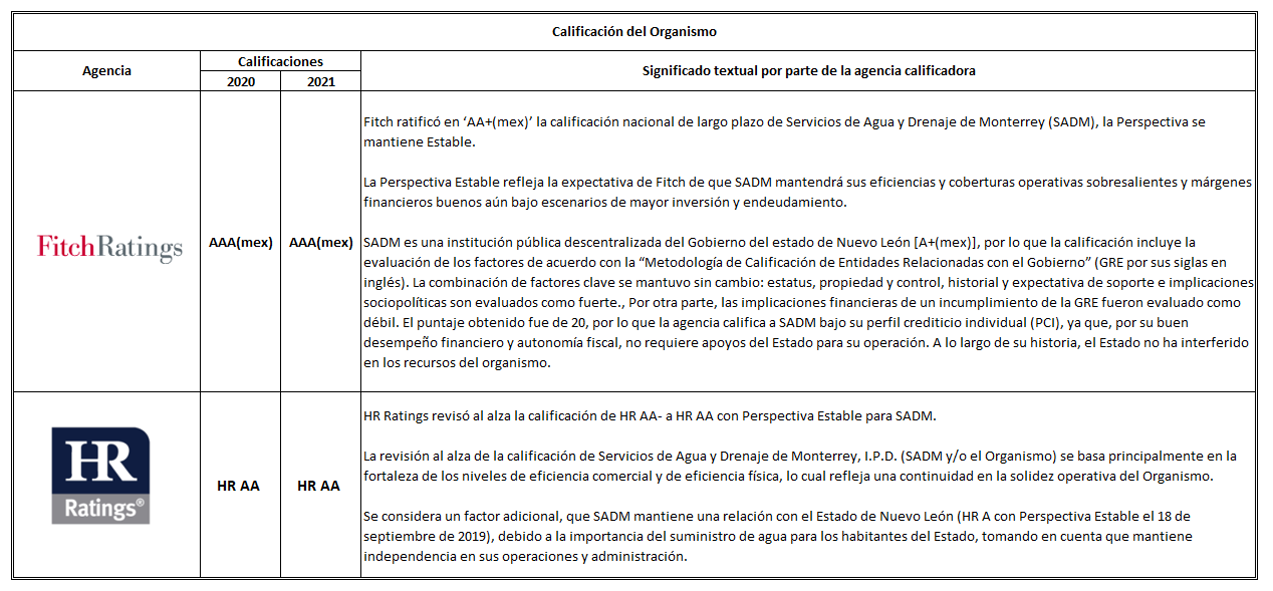 Calificación del Organismo
Agencia
Calificaciones
2020
2021
Significado textual por parte de la agencia calificadora
FitchRatings
AAA(mex)
AAA(mex)
Fitch ratificó en ‘AA+(mex)’ la calificación nacional de largo plazo de Servicios de Agua y Drenaje de Monterrey (SADM), la Perspectiva se
mantiene Estable.
La Perspectiva Estable refleja la expectativa de Fitch de que SADM mantendrá sus eficiencias y coberturas operativas sobresalientes y márgenes
financieros buenos aún bajo escenarios de mayor inversión y endeudamiento.
SADM es una institución pública descentralizada del Gobierno del estado de Nuevo León [A+(mex)], por lo que la calificación incluye la
evaluación de los factores de acuerdo con la “Metodología de Calificación de Entidades Relacionadas con el Gobierno” (GRE por sus siglas en
inglés). La combinación de factores clave se mantuvo sin cambio: estatus, propiedad y control, historial y expectativa de soporte e implicaciones
sociopolíticas son evaluados como fuerte., Por otra parte, las implicaciones financieras de un incumplimiento de la GRE fueron evaluado como
débil. El puntaje obtenido fue de 20, por lo que la agencia califica a SADM bajo su perfil crediticio individual (PCI), ya que, por su buen
desempeño financiero y autonomía fiscal, no requiere apoyos del Estado para su operación. A lo largo de su historia, el Estado no ha interferido
en los recursos del organismo.
HR
Ratings®
HR AA
HR AA
HR Ratings revisó al alza la calificación de HR AA- a HR AA con Perspectiva Estable para SADM.
La revisión al alza de la calificación de Servicios de Agua y Drenaje de Monterrey, I.P.D. (SADM y/o el Organismo) se basa principalmente en la
fortaleza de los niveles de eficiencia comercial y de eficiencia física, lo cual refleja una continuidad en la solidez operativa del Organismo.
Se considera un factor adicional, que SADM mantiene una relación con el Estado de Nuevo León (HR A con Perspectiva Estable el 18 de
septiembre de 2019), debido a la importancia del suministro de agua para los habitantes del Estado, tomando en cuenta que mantiene
independencia en sus operaciones y administración.